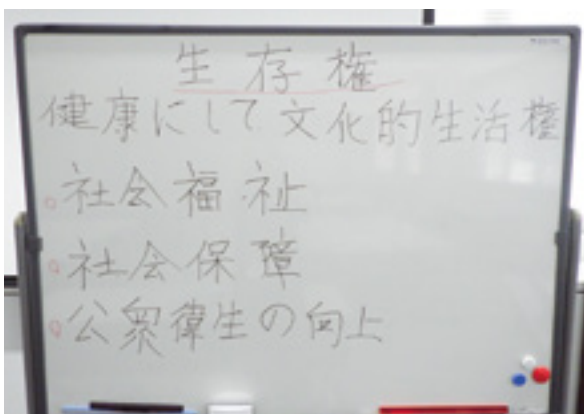 生存権
健康にして文化的生活権
社会福祉
社会保障
公衆衛生の向上